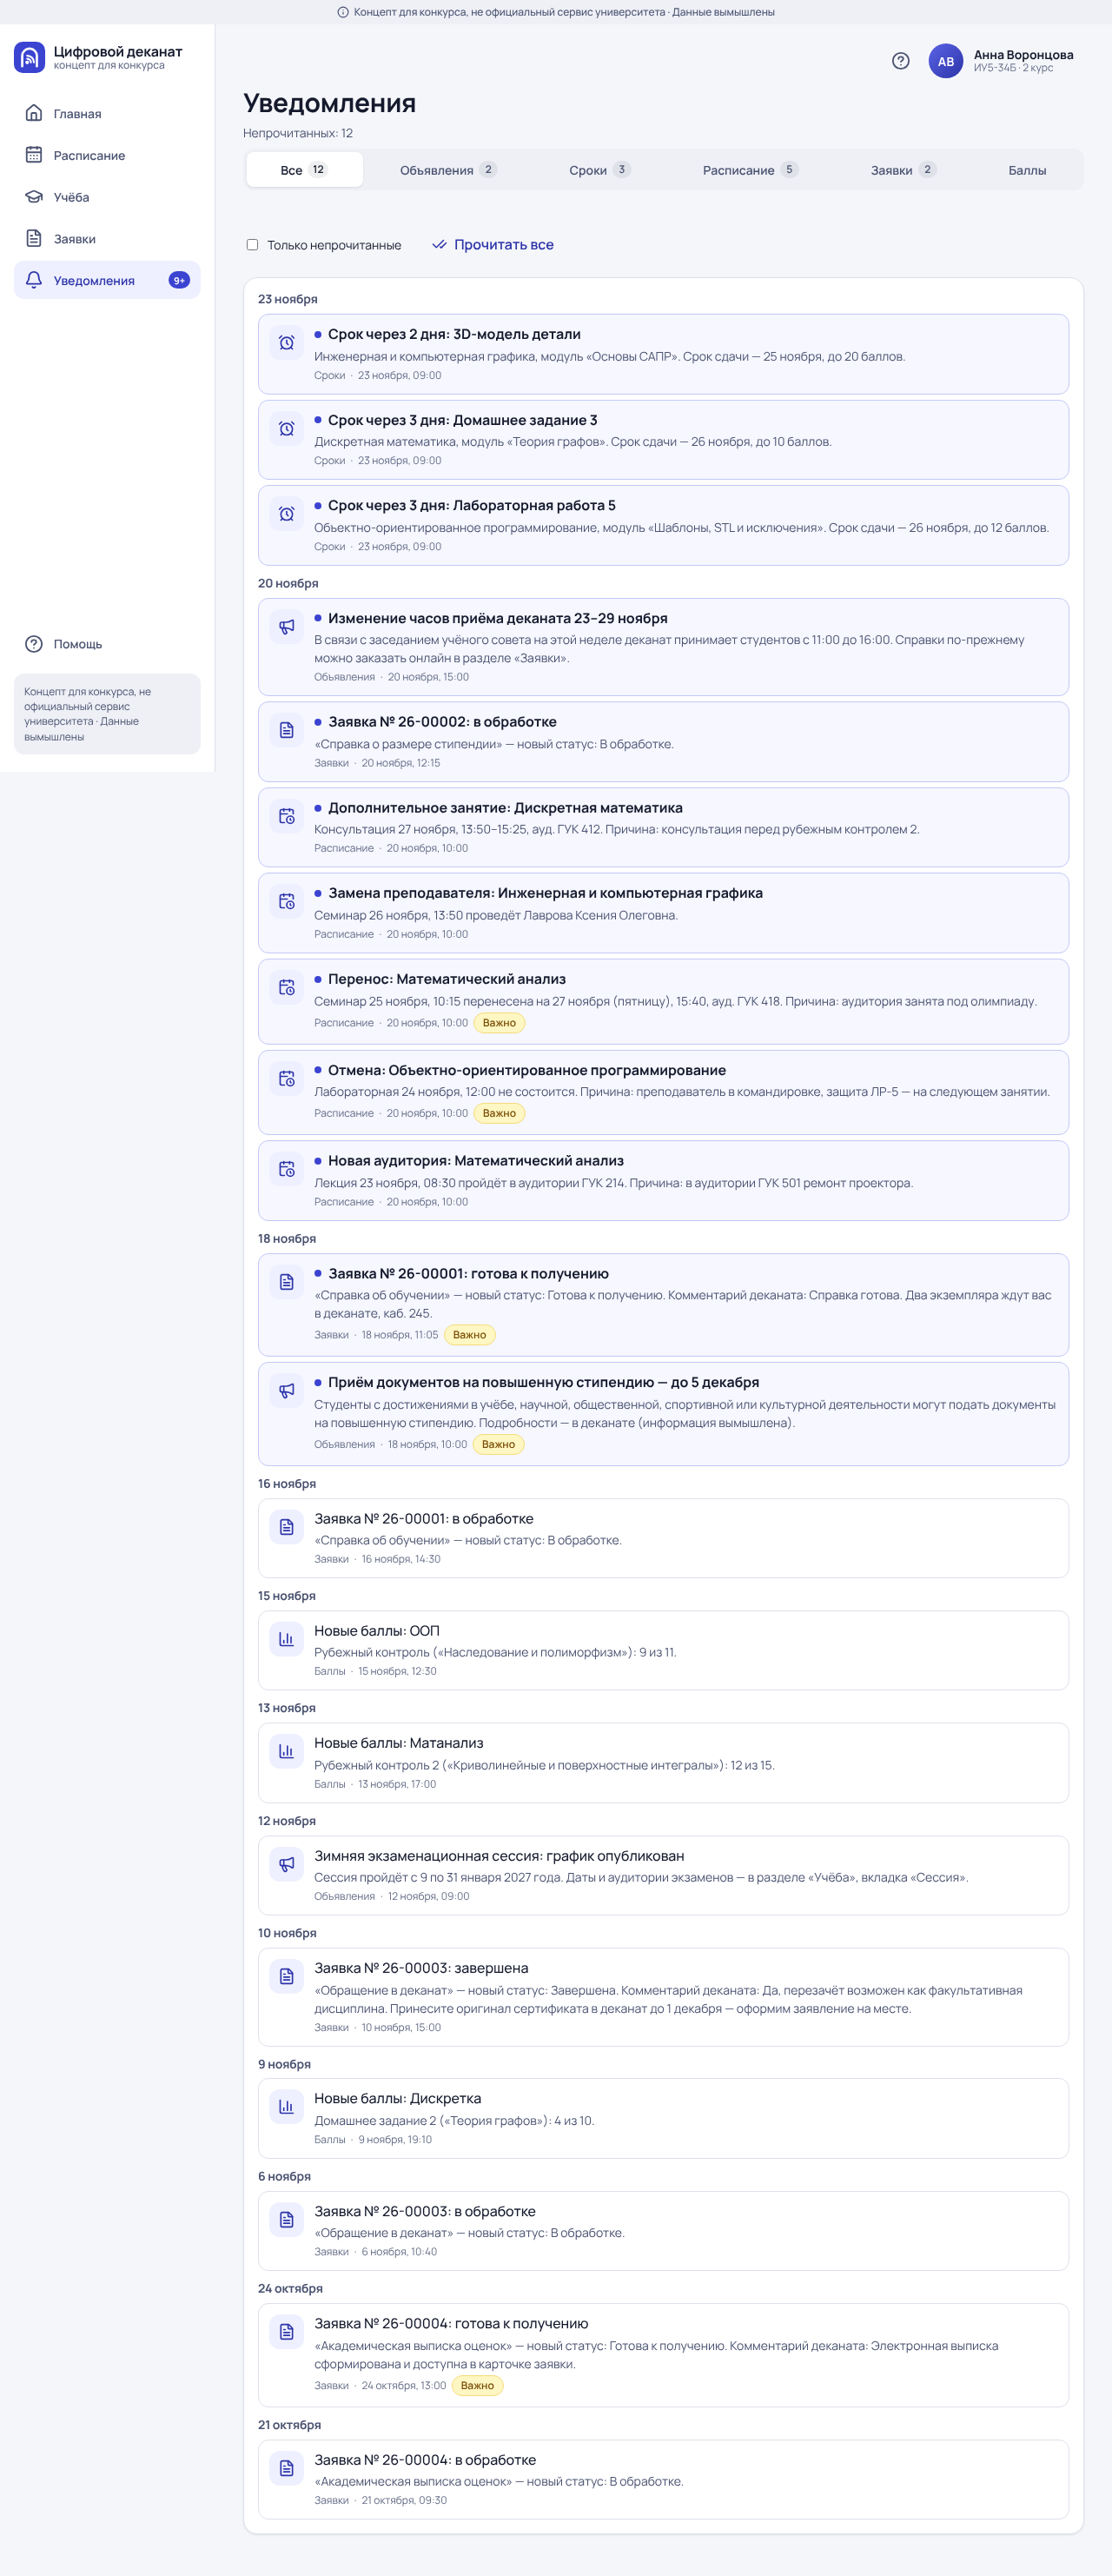 Концепт для конкурса, не официальный сервис университета · Данные вымышлены
Цифровой деканат
концепт для конкурса
Главная
Расписание
Учёба
Заявки
Уведомления 9+
Помощь
Концепт для конкурса, не
официальный сервис
университета · Данные
вымышлены
АВ
Анна Воронцова
ИУ5-34Б · 2 курс
Уведомления
Непрочитанных: 12
Все 12 Объявления 2 Сроки 3 Расписание 5 Заявки 2 Баллы
Только непрочитанные Прочитать все
23 ноября
Срок через 2 дня: 3D-модель детали
Инженерная и компьютерная графика, модуль «Основы САПР». Срок сдачи — 25 ноября, до 20 баллов.
Сроки · 23 ноября, 09:00
Срок через 3 дня: Домашнее задание 3
Дискретная математика, модуль «Теория графов». Срок сдачи — 26 ноября, до 10 баллов.
Сроки · 23 ноября, 09:00
Срок через 3 дня: Лабораторная работа 5
Объектно-ориентированное программирование, модуль «Шаблоны, STL и исключения». Срок сдачи — 26 ноября, до 12 баллов.
Сроки · 23 ноября, 09:00
20 ноября
Изменение часов приёма деканата 23–29 ноября
В связи с заседанием учёного совета на этой неделе деканат принимает студентов с 11:00 до 16:00. Справки по-прежнему
можно заказать онлайн в разделе «Заявки».
Объявления · 20 ноября, 15:00
Заявка № 26-00002: в обработке
«Справка о размере стипендии» — новый статус: В обработке.
Заявки · 20 ноября, 12:15
Дополнительное занятие: Дискретная математика
Консультация 27 ноября, 13:50–15:25, ауд. ГУК 412. Причина: консультация перед рубежным контролем 2.
Расписание · 20 ноября, 10:00
Замена преподавателя: Инженерная и компьютерная графика
Семинар 26 ноября, 13:50 проведёт Лаврова Ксения Олеговна.
Расписание · 20 ноября, 10:00
Перенос: Математический анализ
Семинар 25 ноября, 10:15 перенесена на 27 ноября (пятницу), 15:40, ауд. ГУК 418. Причина: аудитория занята под олимпиаду.
Расписание · 20 ноября, 10:00 Важно
Отмена: Объектно-ориентированное программирование
Лабораторная 24 ноября, 12:00 не состоится. Причина: преподаватель в командировке, защита ЛР-5 — на следующем занятии.
Расписание · 20 ноября, 10:00 Важно
Новая аудитория: Математический анализ
Лекция 23 ноября, 08:30 пройдёт в аудитории ГУК 214. Причина: в аудитории ГУК 501 ремонт проектора.
Расписание · 20 ноября, 10:00
18 ноября
Заявка № 26-00001: готова к получению
«Справка об обучении» — новый статус: Готова к получению. Комментарий деканата: Справка готова. Два экземпляра ждут вас
в деканате, каб. 245.
Заявки · 18 ноября, 11:05 Важно
Приём документов на повышенную стипендию — до 5 декабря
Студенты с достижениями в учёбе, научной, общественной, спортивной или культурной деятельности могут подать документы
на повышенную стипендию. Подробности — в деканате (информация вымышлена).
Объявления · 18 ноября, 10:00 Важно
16 ноября
Заявка № 26-00001: в обработке
«Справка об обучении» — новый статус: В обработке.
Заявки · 16 ноября, 14:30
15 ноября
Новые баллы: ООП
Рубежный контроль («Наследование и полиморфизм»): 9 из 11.
Баллы · 15 ноября, 12:30
13 ноября
Новые баллы: Матанализ
Рубежный контроль 2 («Криволинейные и поверхностные интегралы»): 12 из 15.
Баллы · 13 ноября, 17:00
12 ноября
Зимняя экзаменационная сессия: график опубликован
Сессия пройдёт с 9 по 31 января 2027 года. Даты и аудитории экзаменов — в разделе «Учёба», вкладка «Сессия».
Объявления · 12 ноября, 09:00
10 ноября
Заявка № 26-00003: завершена
«Обращение в деканат» — новый статус: Завершена. Комментарий деканата: Да, перезачёт возможен как факультативная
дисциплина. Принесите оригинал сертификата в деканат до 1 декабря — оформим заявление на месте.
Заявки · 10 ноября, 15:00
9 ноября
Новые баллы: Дискретка
Домашнее задание 2 («Теория графов»): 4 из 10.
Баллы · 9 ноября, 19:10
6 ноября
Заявка № 26-00003: в обработке
«Обращение в деканат» — новый статус: В обработке.
Заявки · 6 ноября, 10:40
24 октября
Заявка № 26-00004: готова к получению
«Академическая выписка оценок» — новый статус: Готова к получению. Комментарий деканата: Электронная выписка
сформирована и доступна в карточке заявки.
Заявки · 24 октября, 13:00 Важно
21 октября
Заявка № 26-00004: в обработке
«Академическая выписка оценок» — новый статус: В обработке.
Заявки · 21 октября, 09:30